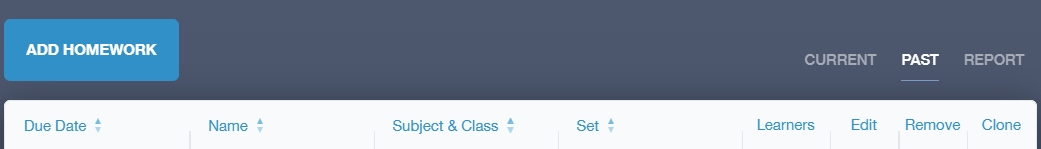 ADD HOMEWORK
CURRENT PAST REPORT
Due Date Name Subject & Class Set Learners Edit Remove Clone